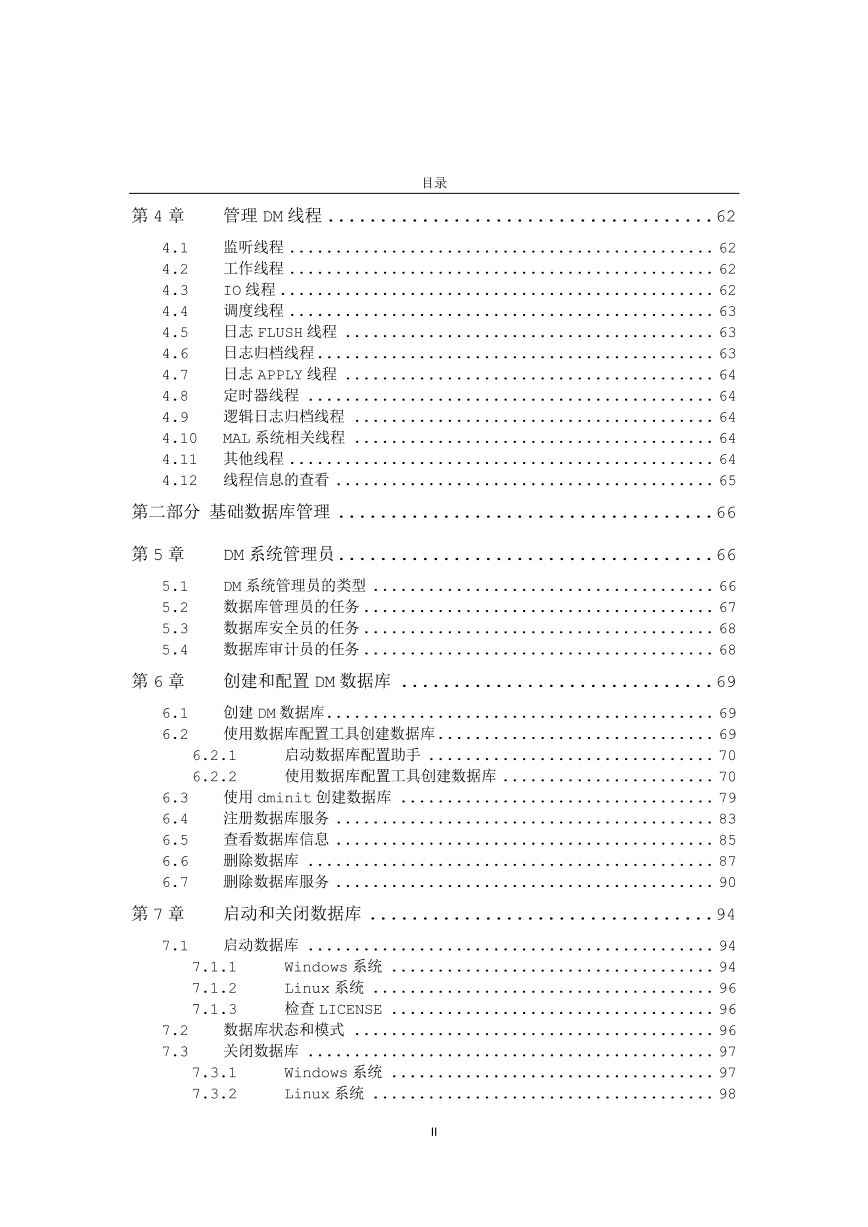 目录
第 4 章 管理 DM 线程 .....................................62
4.1 监听线程 .............................................. 62
4.2 工作线程 .............................................. 62
4.3 IO 线程 ............................................... 62
4.4 调度线程 .............................................. 63
4.5 日志 FLUSH 线程 ........................................ 63
4.6 日志归档线程........................................... 63
4.7 日志 APPLY 线程 ........................................ 64
4.8 定时器线程 ............................................ 64
4.9 逻辑日志归档线程 ....................................... 64
4.10 MAL 系统相关线程 ....................................... 64
4.11 其他线程 .............................................. 64
4.12 线程信息的查看 ......................................... 65
第二部分 基础数据库管理 ....................................66
第 5 章 DM 系统管理员....................................66
5.1 DM 系统管理员的类型 ..................................... 66
5.2 数据库管理员的任务 ...................................... 67
5.3 数据库安全员的任务 ...................................... 68
5.4 数据库审计员的任务 ...................................... 68
第 6 章 创建和配置 DM 数据库 ..............................69
6.1 创建 DM 数据库.......................................... 69
6.2 使用数据库配置工具创建数据库.............................. 69
6.2.1 启动数据库配置助手 ............................... 70
6.2.2 使用数据库配置工具创建数据库 ....................... 70
6.3 使用 dminit 创建数据库 .................................. 79
6.4 注册数据库服务 ......................................... 83
6.5 查看数据库信息 ......................................... 85
6.6 删除数据库 ............................................ 87
6.7 删除数据库服务 ......................................... 90
第 7 章 启动和关闭数据库 .................................94
7.1 启动数据库 ............................................ 94
7.1.1 Windows 系统 ................................... 94
7.1.2 Linux 系统 ..................................... 96
7.1.3 检查 LICENSE ................................... 96
7.2 数据库状态和模式 ....................................... 96
7.3 关闭数据库 ............................................ 97
7.3.1 Windows 系统 ................................... 97
7.3.2 Linux 系统 ..................................... 98
II